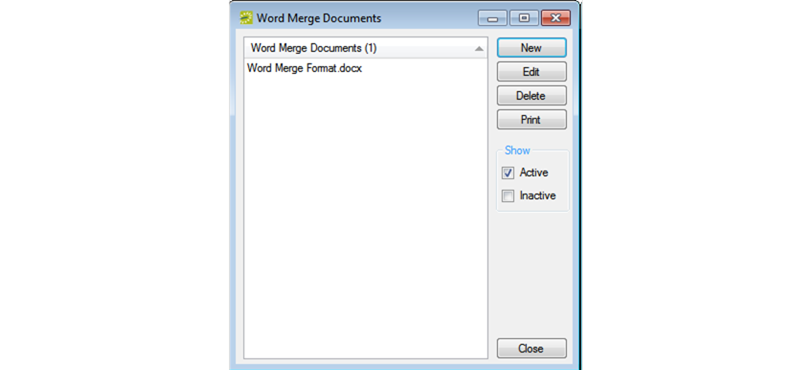 Word Merge Documents
Word Merge Documents (1)
Word Merge Format.docx
New
Edit
Delete
Print
Show
Active
Inactive
Close